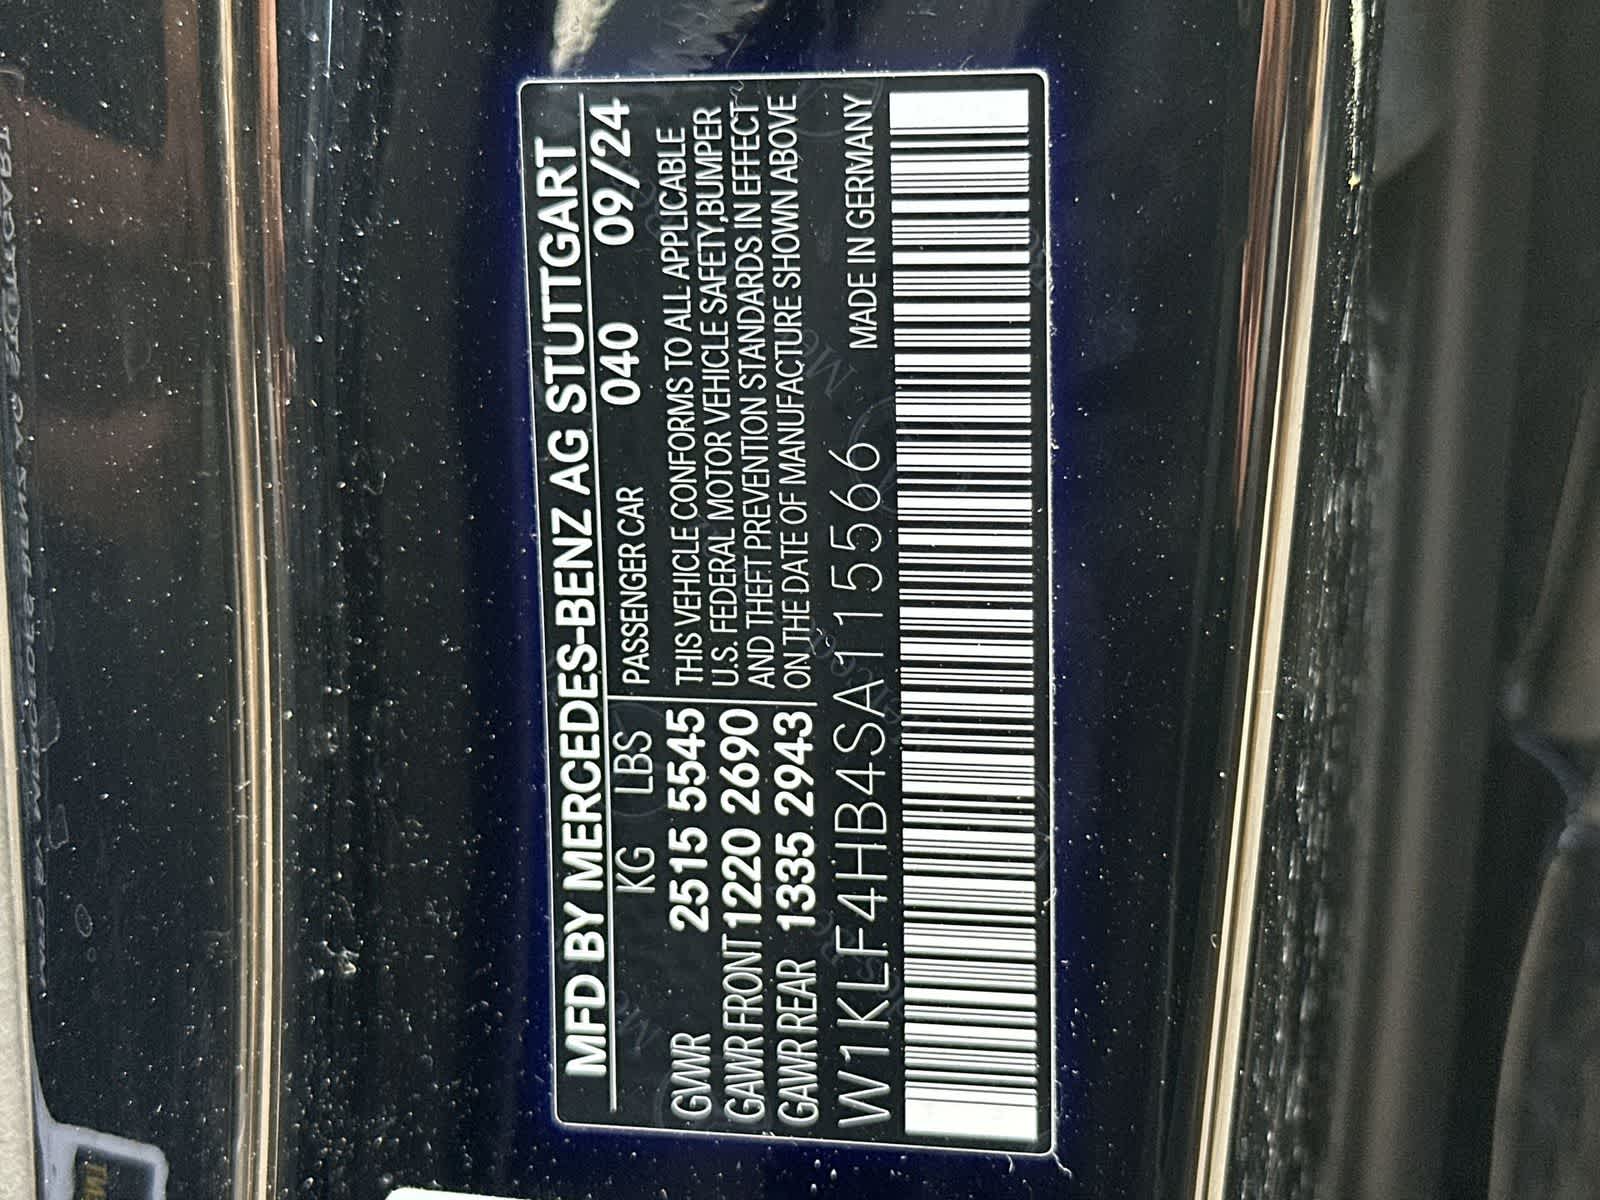 MFD BY MERCEDES-BENZ AG STUTTGART
KG LBS PASSENGER CAR 040 09/24
GVWR 2515 5545 THIS VEHICLE CONFORMS TO ALL APPLICABLE
GAWR FRONT 1220 2690 U.S. FEDERAL MOTOR VEHICLE SAFETY,BUMPER
AND THEFT PREVENTION STANDARDS IN EFFECT
GAWR REAR 1335 2943 ON THE DATE OF MANUFACTURE SHOWN ABOVE
W1KLF4HB4SA115566 MADE IN GERMANY